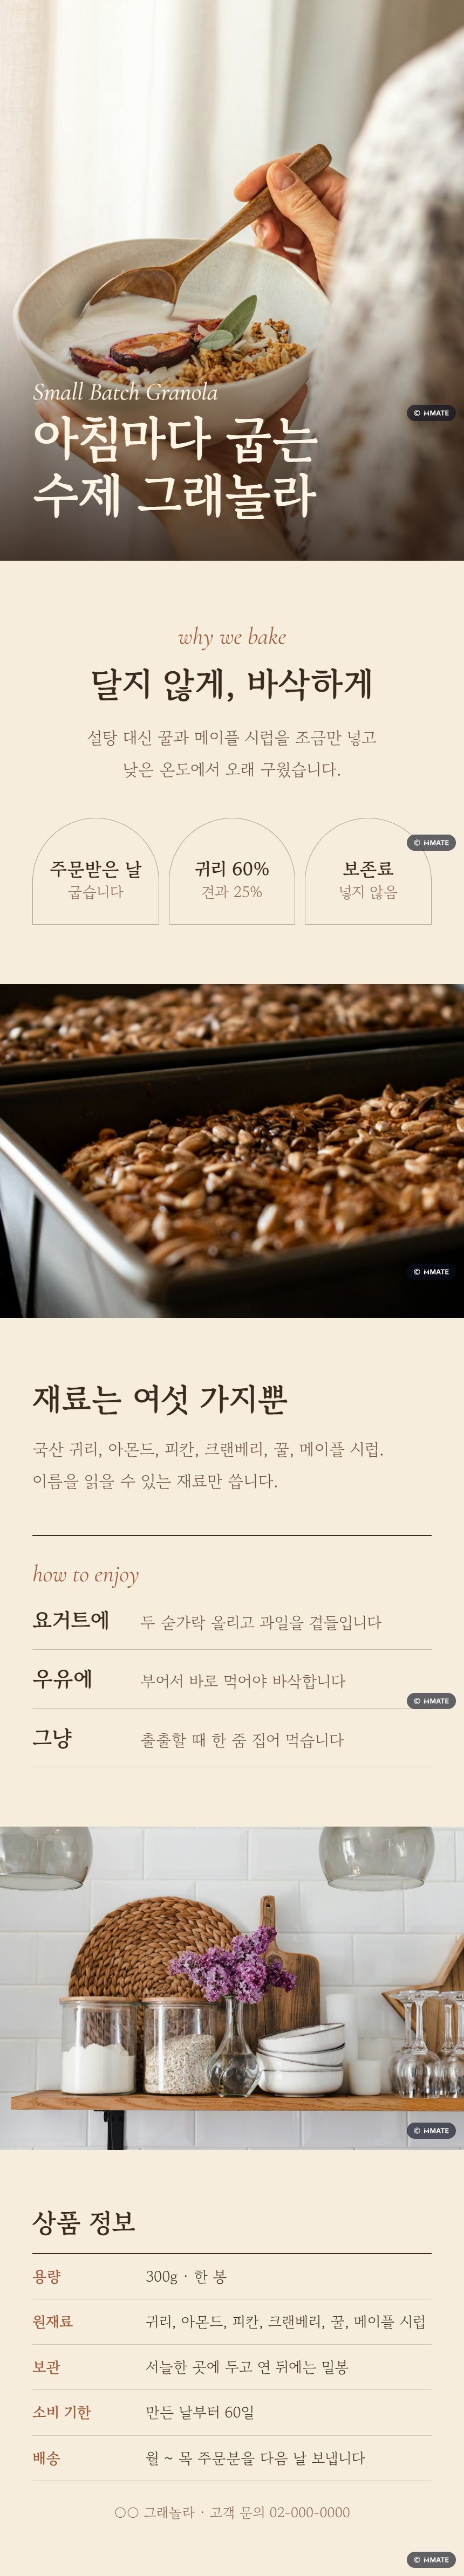 Small Batch Granola
아침마다 굽는
수제 그래놀라
© HMATE
why we bake
달지 않게, 바삭하게
설탕 대신 꿀과 메이플 시럽을 조금만 넣고
낮은 온도에서 오래 구웠습니다.
© HMATE
주문받은 날
굽습니다
귀리 60%
견과 25%
보존료
넣지 않음
© HMATE
재료는 여섯 가지뿐
국산 귀리, 아몬드, 피칸, 크랜베리, 꿀, 메이플 시럽.
이름을 읽을 수 있는 재료만 씁니다.
how to enjoy
요거트에 두 숟가락 올리고 과일을 곁들입니다
우유에 부어서 바로 먹어야 바삭합니다
© HMATE
그냥 출출할 때 한 줌 집어 먹습니다
© HMATE
상품 정보
용량 300g · 한 봉
원재료 귀리, 아몬드, 피칸, 크랜베리, 꿀, 메이플 시럽
보관 서늘한 곳에 두고 연 뒤에는 밀봉
소비 기한 만든 날부터 60일
배송 월 ~ 목 주문분을 다음 날 보냅니다
○○ 그래놀라 · 고객 문의 02-000-0000
© HMATE